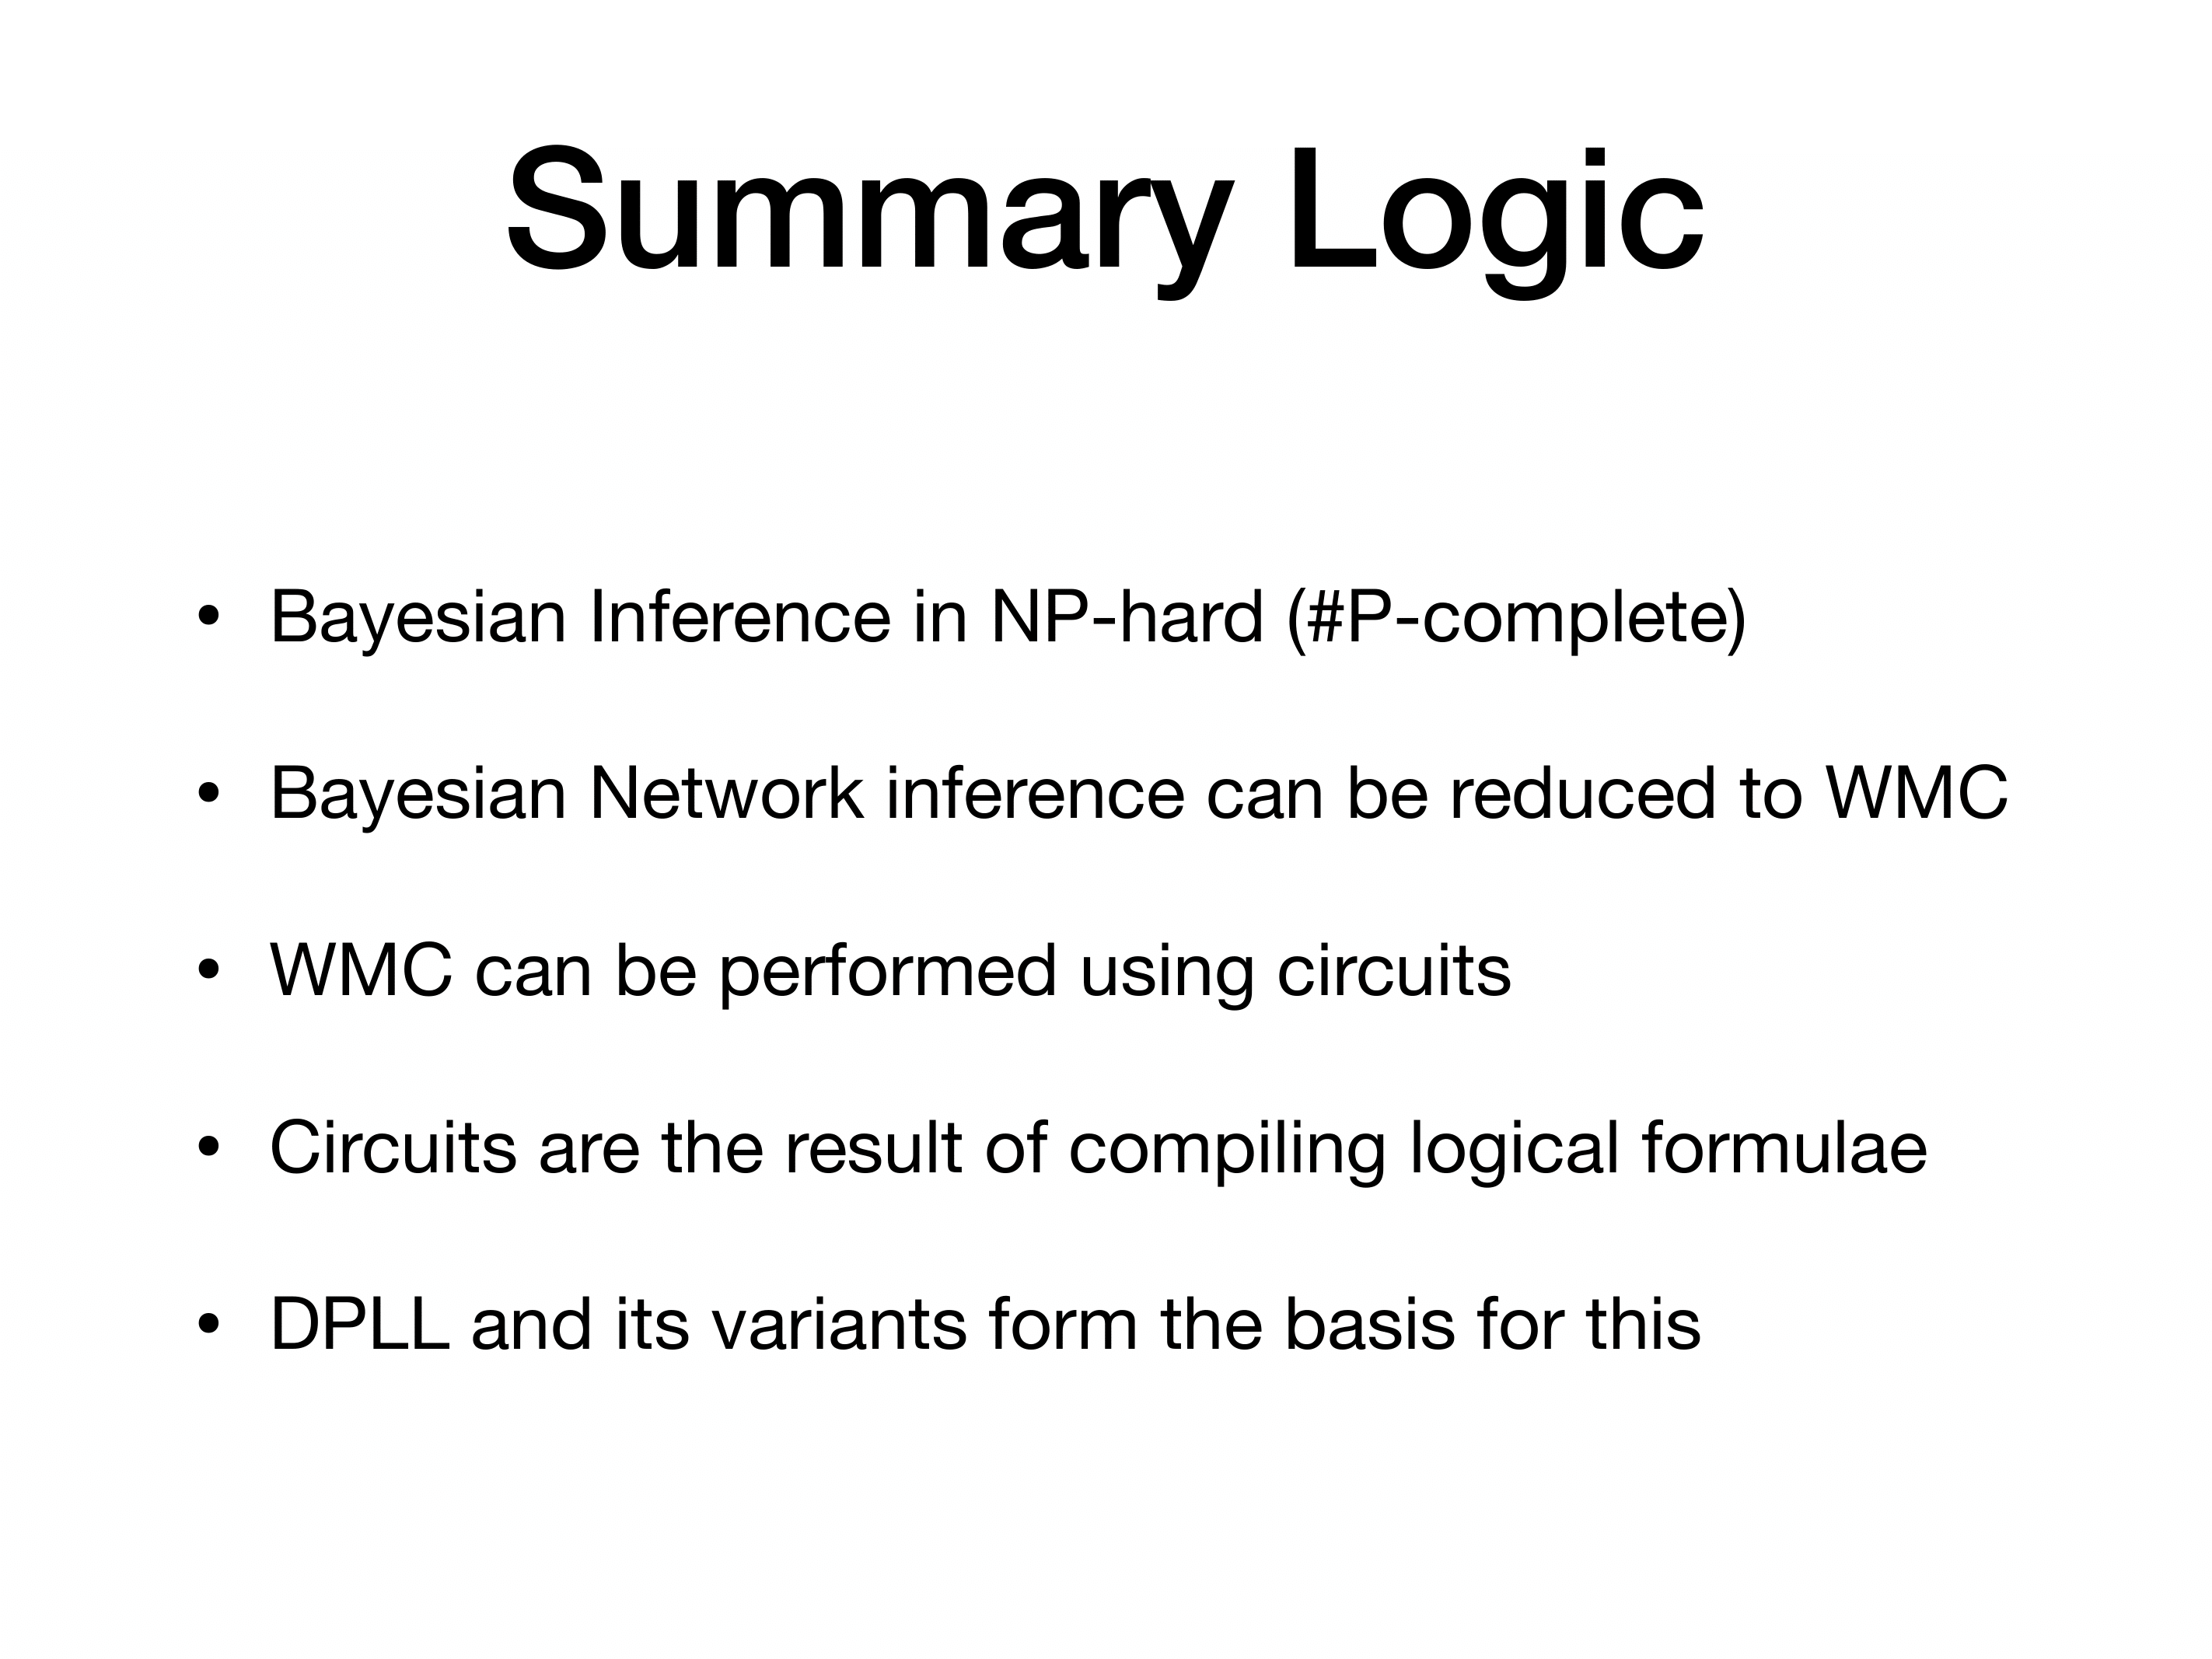 Summary Logic
• Bayesian Inference in NP-hard (#P-complete)
• Bayesian Network inference can be reduced to WMC
• WMC can be performed using circuits
• Circuits are the result of compiling logical formulae
• DPLL and its variants form the basis for this